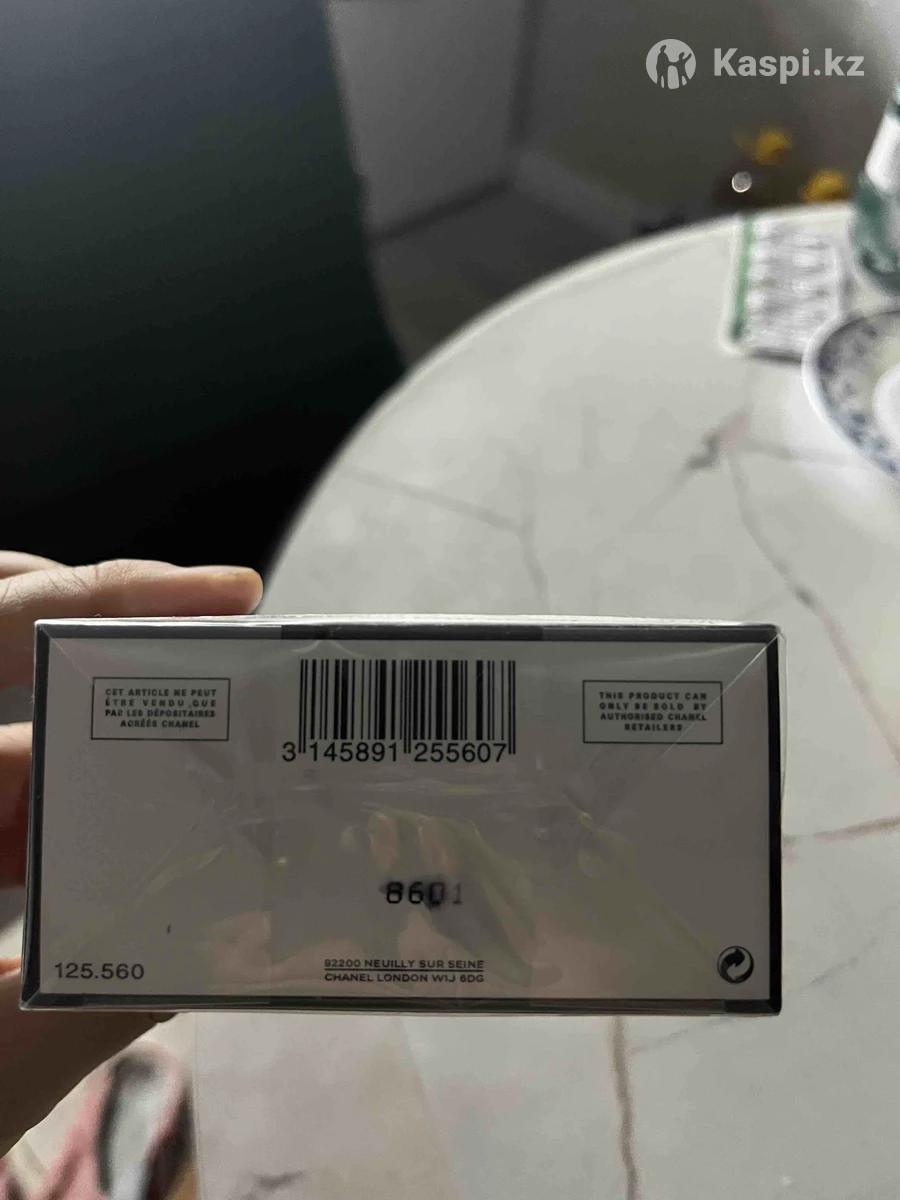 Kaspi.kz
CET ARTICLE NE PEUT
ÊTRE VENDU QUE
PAR LES DÉPOSITAIRES
AGRÉÉS CHANEL
THIS PRODUCT CAN
ONLY BE SOLD BY
AUTHORISED CHANEL
RETAILERS
3 145891 255607
8601
125.560
92200 NEUILLY SUR SEINE
CHANEL LONDON W1J 6DG